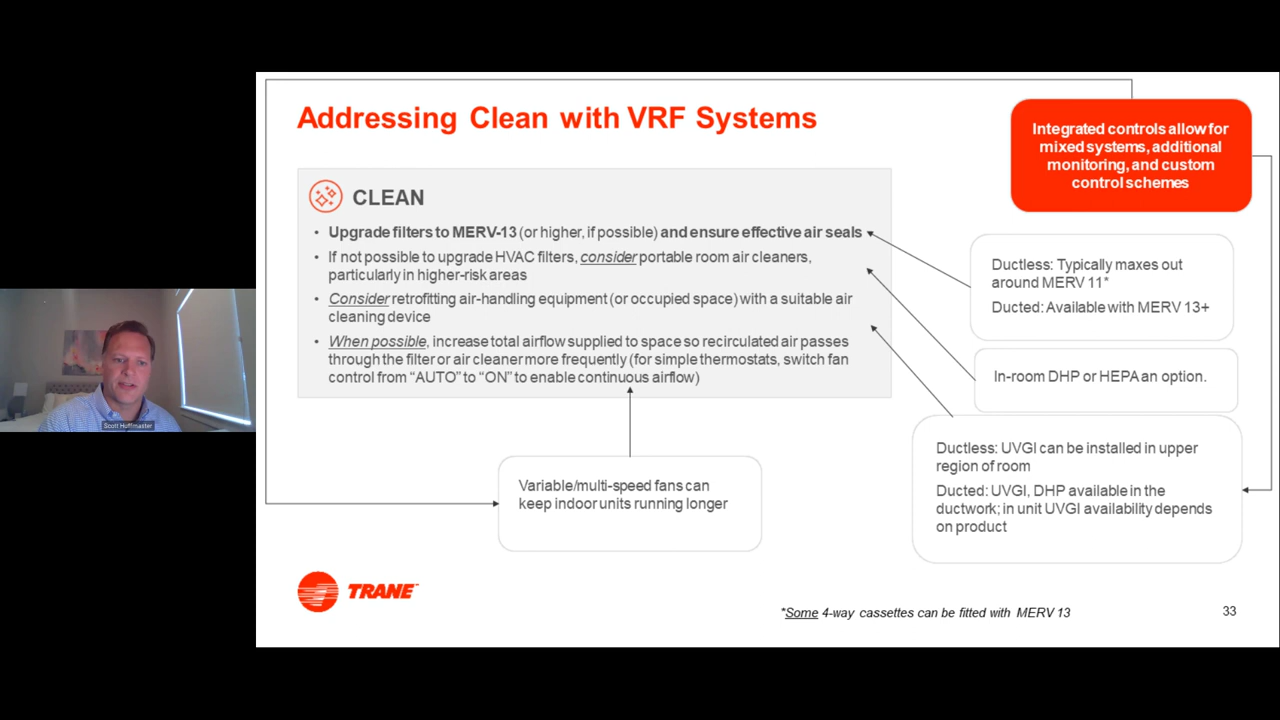 Addressing Clean with VRF Systems
Integrated controls allow for
mixed systems, additional
monitoring, and custom
control schemes
CLEAN
• Upgrade filters to MERV-13 (or higher, if possible) and ensure effective air seals
• If not possible to upgrade HVAC filters, consider portable room air cleaners,
particularly in higher-risk areas
• Consider retrofitting air-handling equipment (or occupied space) with a suitable air
cleaning device
• When possible, increase total airflow supplied to space so recirculated air passes
through the filter or air cleaner more frequently (for simple thermostats, switch fan
control from “AUTO” to “ON” to enable continuous airflow)
Ductless: Typically maxes out
around MERV 11*
Ducted: Available with MERV 13+
In-room DHP or HEPA an option.
Ductless: UVGI can be installed in upper
region of room
Ducted: UVGI, DHP available in the
ductwork; in unit UVGI availability depends
on product
Variable/multi-speed fans can
keep indoor units running longer
Scott Huffmaster
TRANE™
*Some 4-way cassettes can be fitted with MERV 13
33